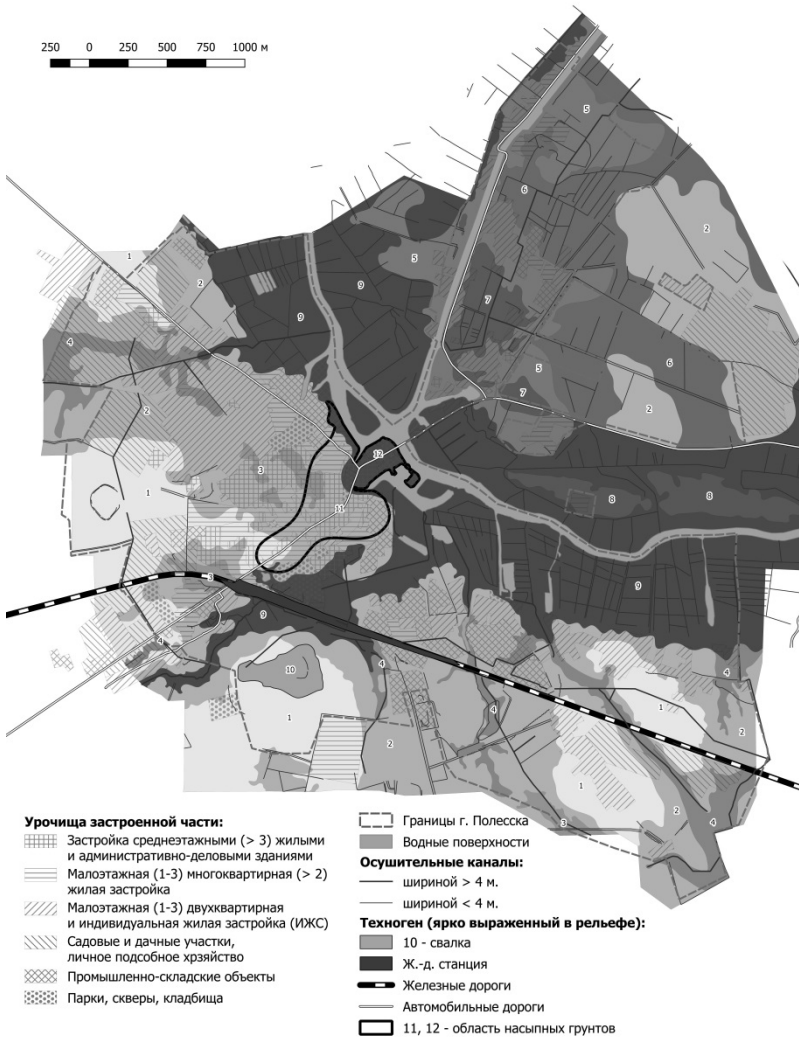 250 0 250 500 750 1000 м
5
6
2
1
2
5
9
9
7
4
6
5
7
2
2
12
3
8
8
1
11
3
9
9
4
4
4
10
4
1
1
2
2
1
2
4
3
Урочища застроенной части:
Застройка среднеэтажными (> 3) жилыми
и административно-деловыми зданиями
Малоэтажная (1-3) многоквартирная (> 2)
жилая застройка
Малоэтажная (1-3) двухквартирная
и индивидуальная жилая застройка (ИЖС)
Садовые и дачные участки,
личное подсобное хрзяйство
Промышленно-складские объекты
Парки, скверы, кладбища
Границы г. Полесска
Водные поверхности
Осушительные каналы:
шириной > 4 м.
шириной < 4 м.
Техноген (ярко выраженный в рельефе):
10 - свалка
Ж.-д. станция
Железные дороги
Автомобильные дороги
11, 12 - область насыпных грунтов